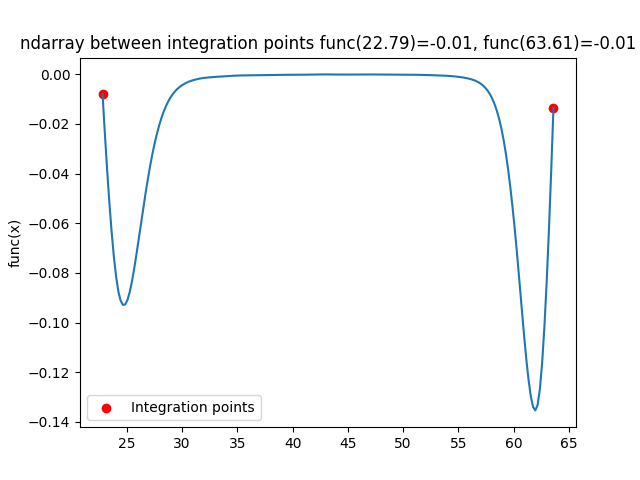 ndarray between integration points func(22.79)=-0.01, func(63.61)=-0.01
0.00
−0.02
−0.04
−0.06
−0.08
−0.10
−0.12
−0.14
func(x)
Integration points
25 30 35 40 45 50 55 60 65